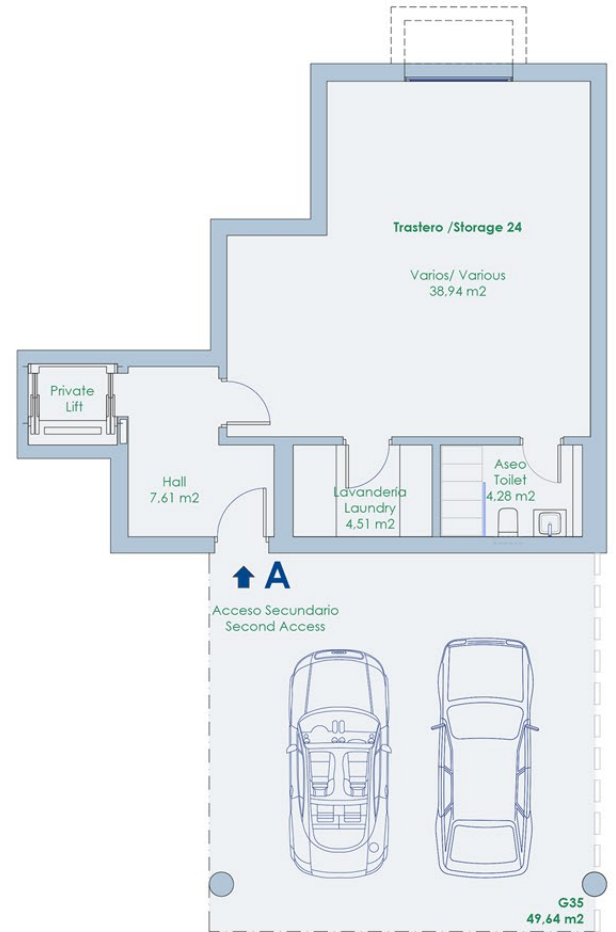 Trastero /Storage 24
Varios/ Various
38,94 m2
Private
Lift
Hall
7,61 m2
Lavandería
Laundry
4,51 m2
Aseo
Toilet
4,28 m2
A
Acceso Secundario
Second Access
G35
49,64 m2